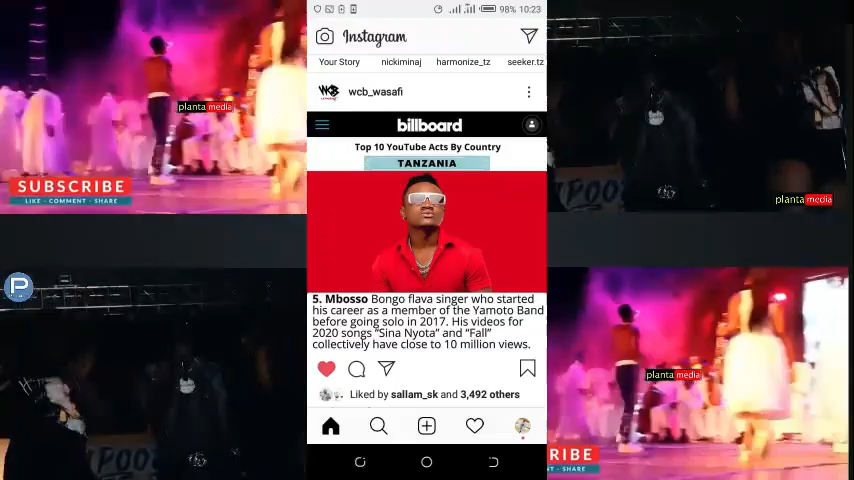 98% 10:23
Instagram
Your Story nickiminaj harmonize_tz seeker.tz
wcb_wasafi
billboard
Top 10 YouTube Acts By Country
TANZANIA
5. Mbosso Bongo flava singer who started
his career as a member of the Yamoto Band
before going solo in 2017. His videos for
2020 songs “Sina Nyota” and “Fall”
collectively have close to 10 million views.
Liked by sallam_sk and 3,492 others
planta media
SUBSCRIBE
LIKE - COMMENT - SHARE
planta media
P
planta media
RIBE
NT - SHARE